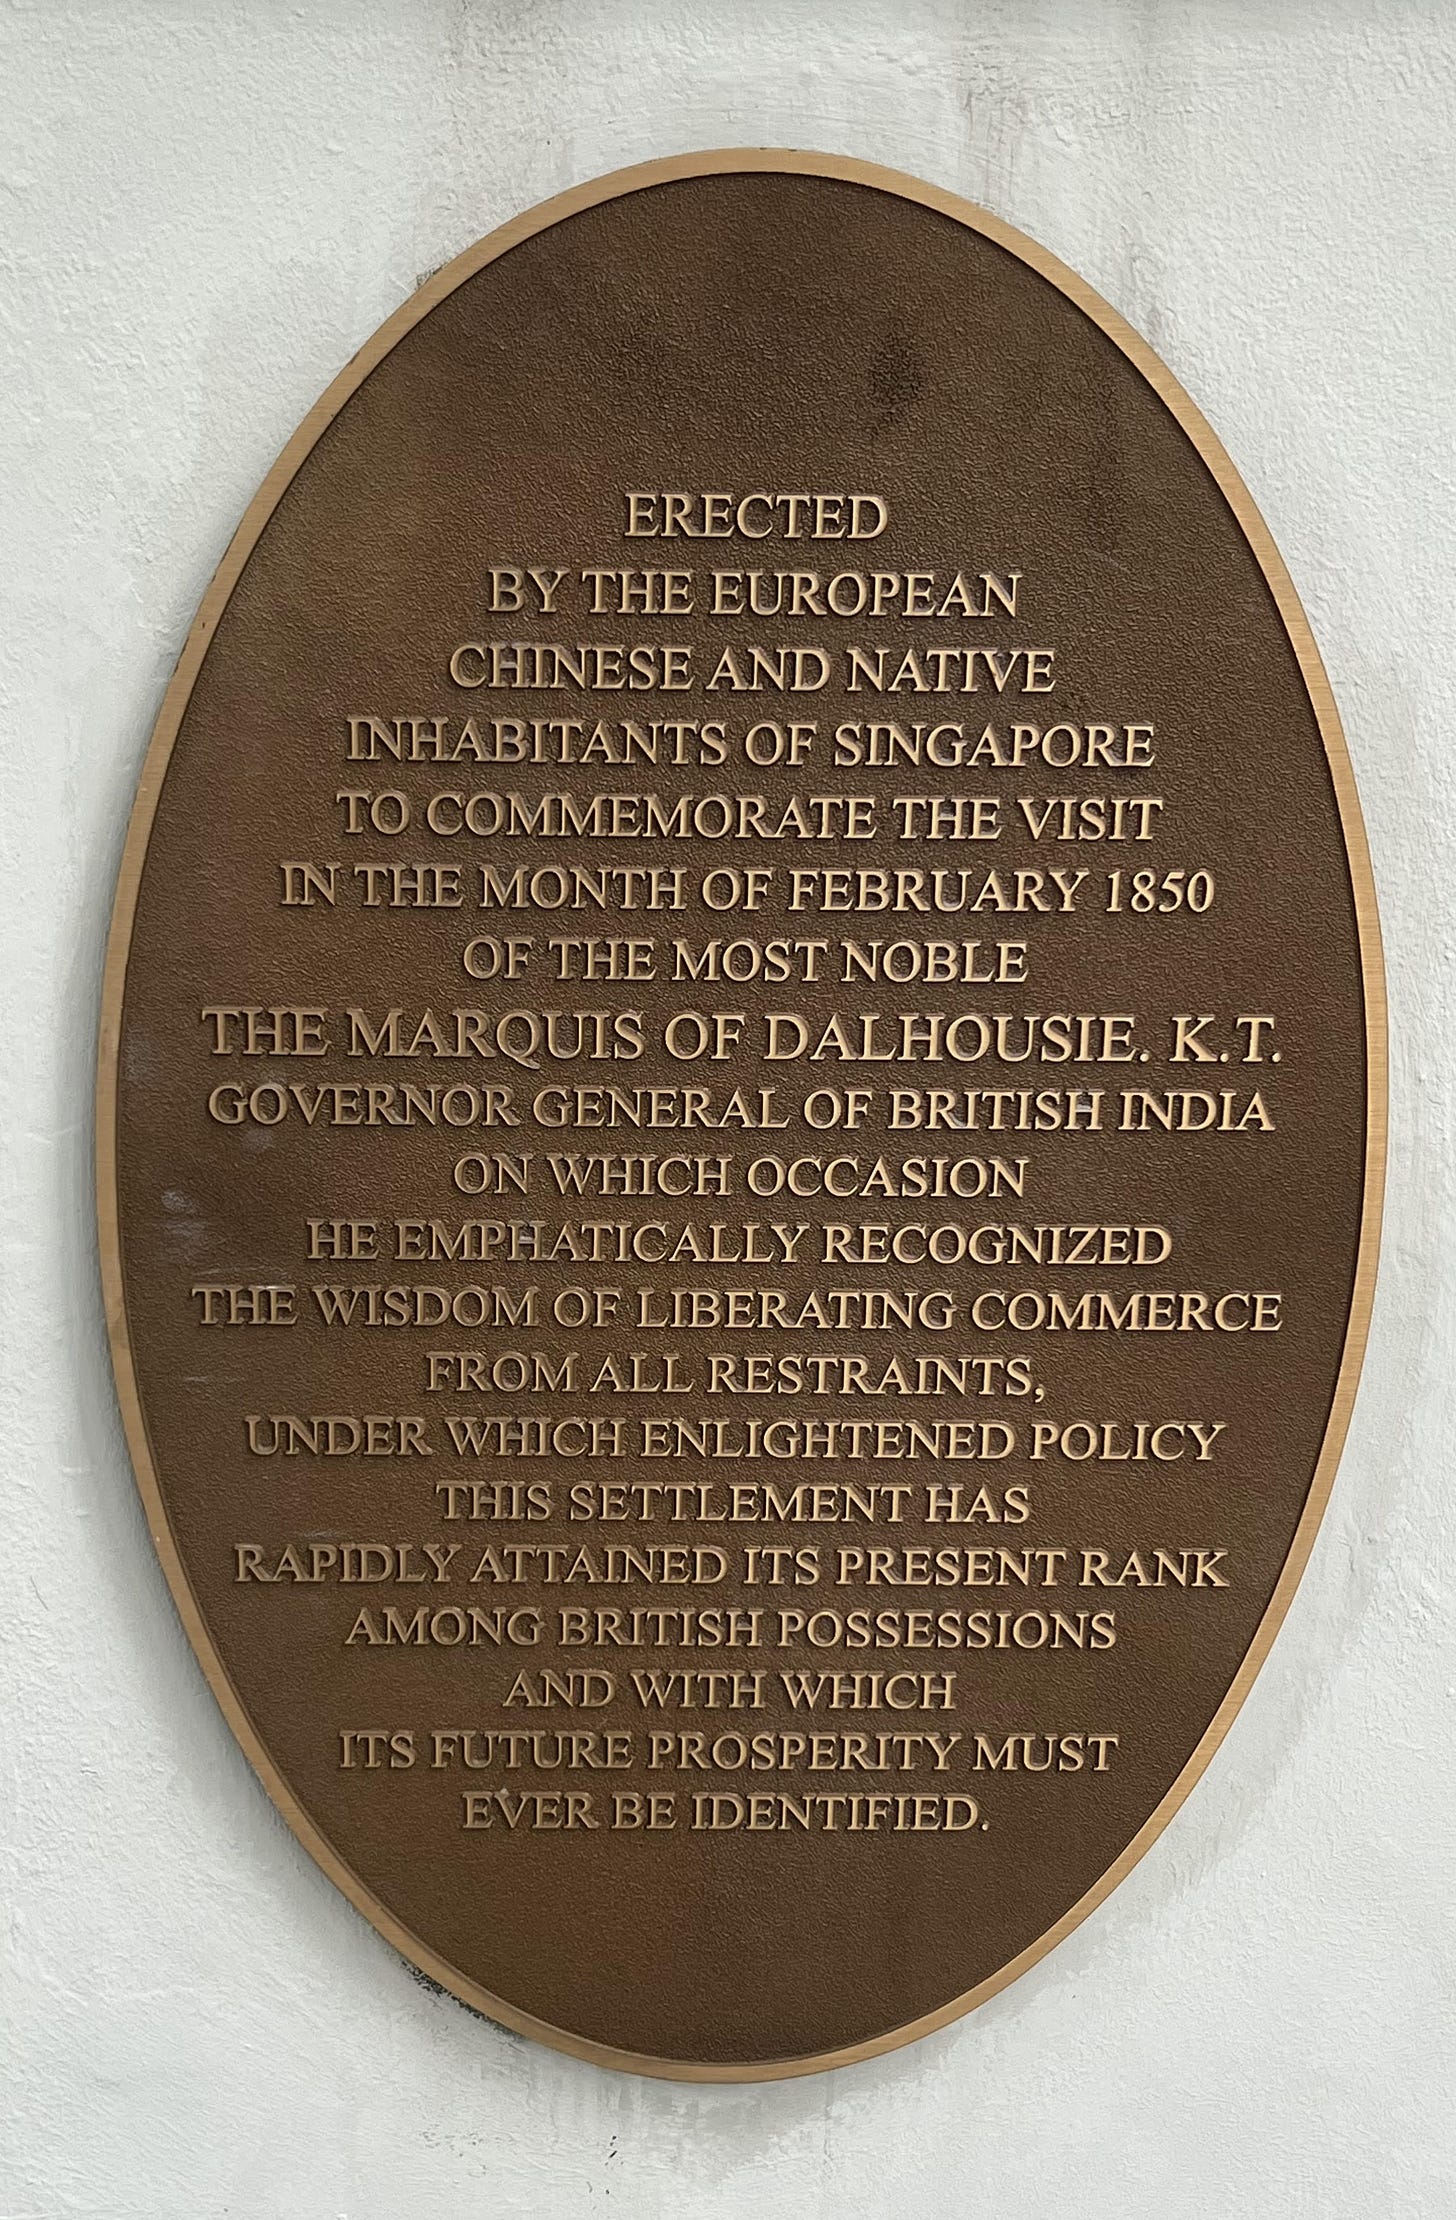 ERECTED
BY THE EUROPEAN
CHINESE AND NATIVE
INHABITANTS OF SINGAPORE
TO COMMEMORATE THE VISIT
IN THE MONTH OF FEBRUARY 1850
OF THE MOST NOBLE
THE MARQUIS OF DALHOUSIE. K.T.
GOVERNOR GENERAL OF BRITISH INDIA
ON WHICH OCCASION
HE EMPHATICALLY RECOGNIZED
THE WISDOM OF LIBERATING COMMERCE
FROM ALL RESTRAINTS,
UNDER WHICH ENLIGHTENED POLICY
THIS SETTLEMENT HAS
RAPIDLY ATTAINED ITS PRESENT RANK
AMONG BRITISH POSSESSIONS
AND WITH WHICH
ITS FUTURE PROSPERITY MUST
EVER BE IDENTIFIED.